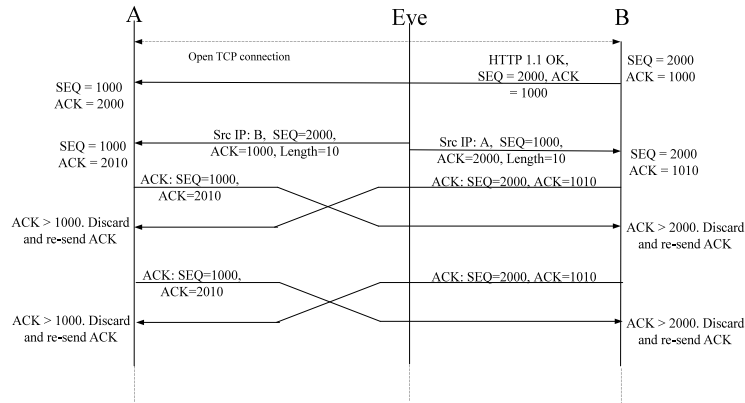 A
Eve
B
Open TCP connection
HTTP 1.1 OK,
SEQ = 2000, ACK
= 1000
SEQ = 2000
ACK = 1000
SEQ = 1000
ACK = 2000
SEQ = 1000
ACK = 2010
Src IP: B,  SEQ=2000,
ACK=1000, Length=10
Src IP: A,  SEQ=1000,
ACK=2000, Length=10
SEQ = 2000
ACK = 1010
ACK: SEQ=1000,
ACK=2010
ACK: SEQ=2000, ACK=1010
ACK > 1000. Discard
and re-send ACK
ACK > 2000. Discard
and re-send ACK
ACK: SEQ=1000,
ACK=2010
ACK: SEQ=2000, ACK=1010
ACK > 1000. Discard
and re-send ACK
ACK > 2000. Discard
and re-send ACK